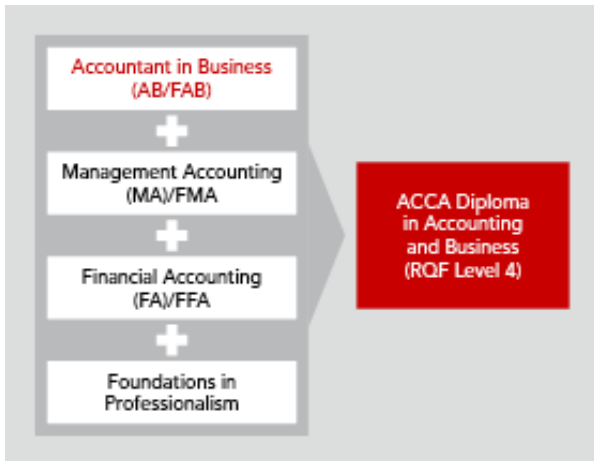 Accountant in Business
(AB/FAB)
Management Accounting
(MA)/FMA
Financial Accounting
(FA)/FFA
Foundations in
Professionalism
ACCA Diploma
in Accounting
and Business
(RQF Level 4)